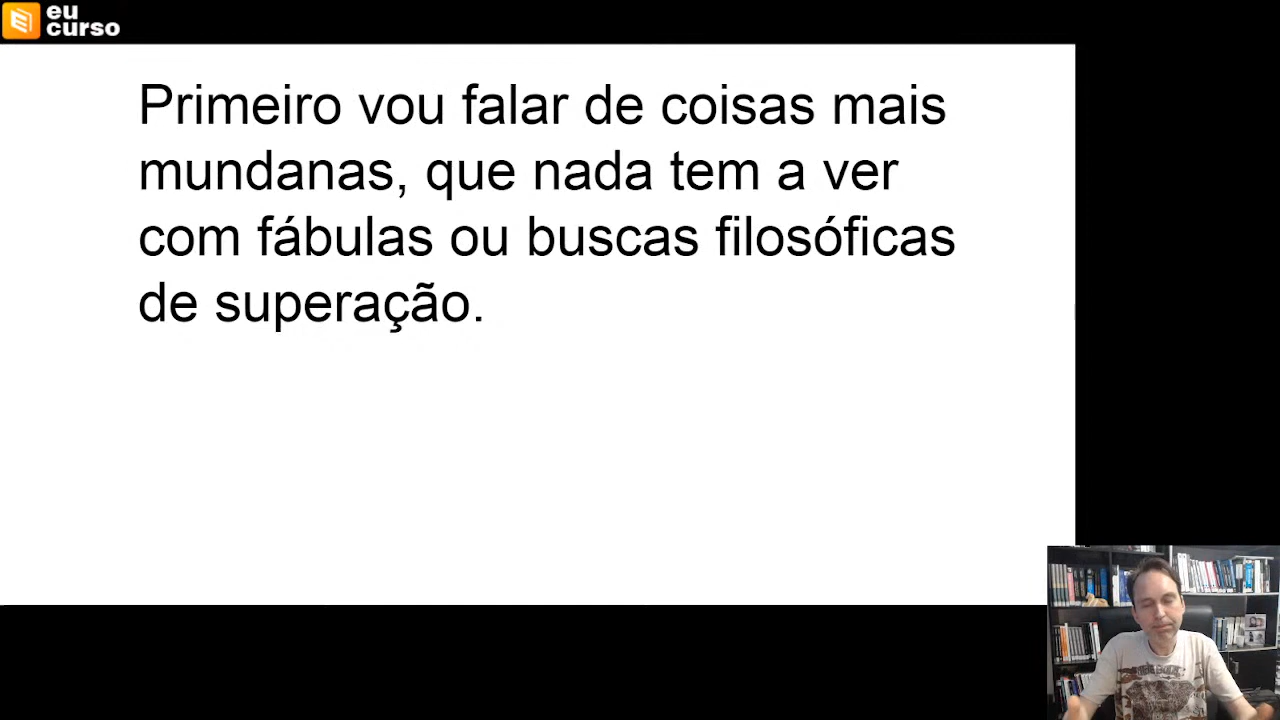 eu
curso
Primeiro vou falar de coisas mais
mundanas, que nada tem a ver
com fábulas ou buscas filosóficas
de superação.